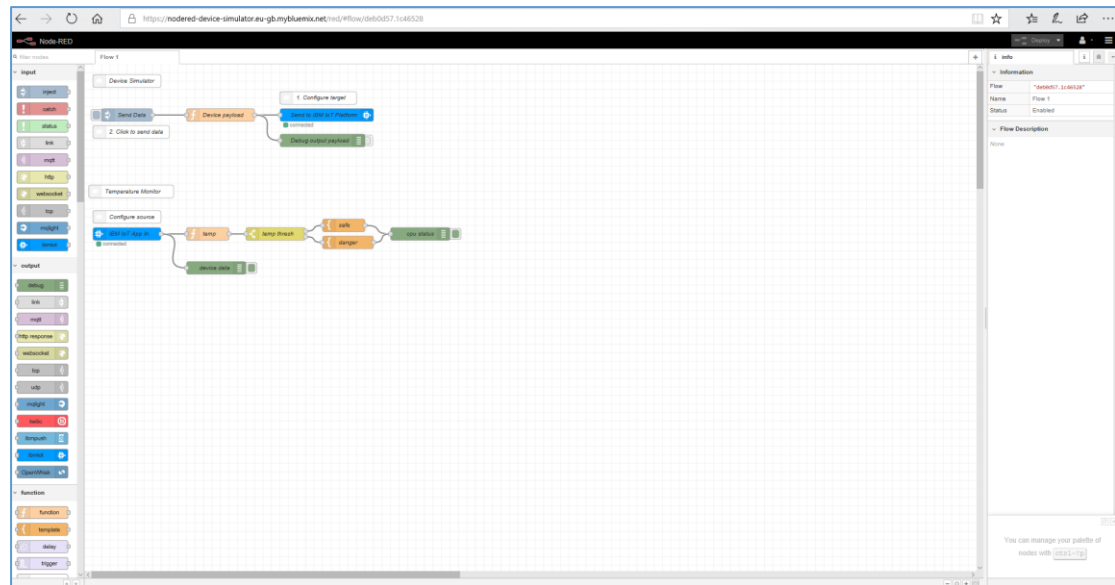 https://nodered-device-simulator.eu-gb.mybluemix.net/red/#flow/deb0d57.1c46528
Node-RED
Deploy
filter nodes
Flow 1
info
input
inject
catch
status
link
mqtt
http
websocket
tcp
mqlight
ibmiot
output
debug
link
mqtt
http response
websocket
tcp
udp
mqlight
twilio
ibmpush
ibmiot
OpenWhisk
function
function
template
delay
trigger
Device Simulator
1. Configure target
Send Data
Device payload
Send to IBM IoT Platform
connected
2. Click to send data
Debug output payload
Temperature Monitor
Configure source
IBM IoT App In
connected
temp
temp thresh
safe
danger
cpu status
device data
Information
Flow "deb0d57.1c46528"
Name Flow 1
Status Enabled
Flow Description
None
You can manage your palette of
nodes with ctrl-⇧p